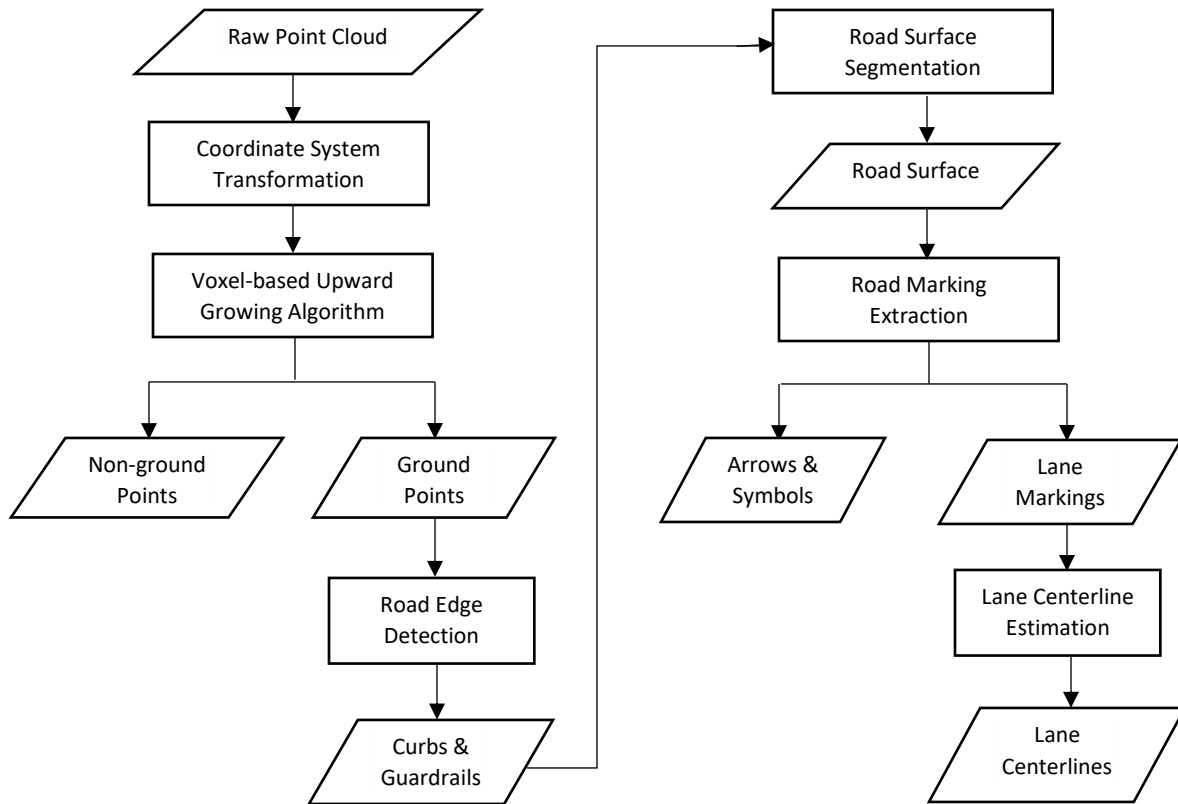 Raw Point Cloud
Coordinate System
Transformation
Voxel-based Upward
Growing Algorithm
Non-ground
Points
Ground
Points
Road Edge
Detection
Curbs &
Guardrails
Road Surface
Segmentation
Road Surface
Road Marking
Extraction
Arrows &
Symbols
Lane
Markings
Lane Centerline
Estimation
Lane
Centerlines